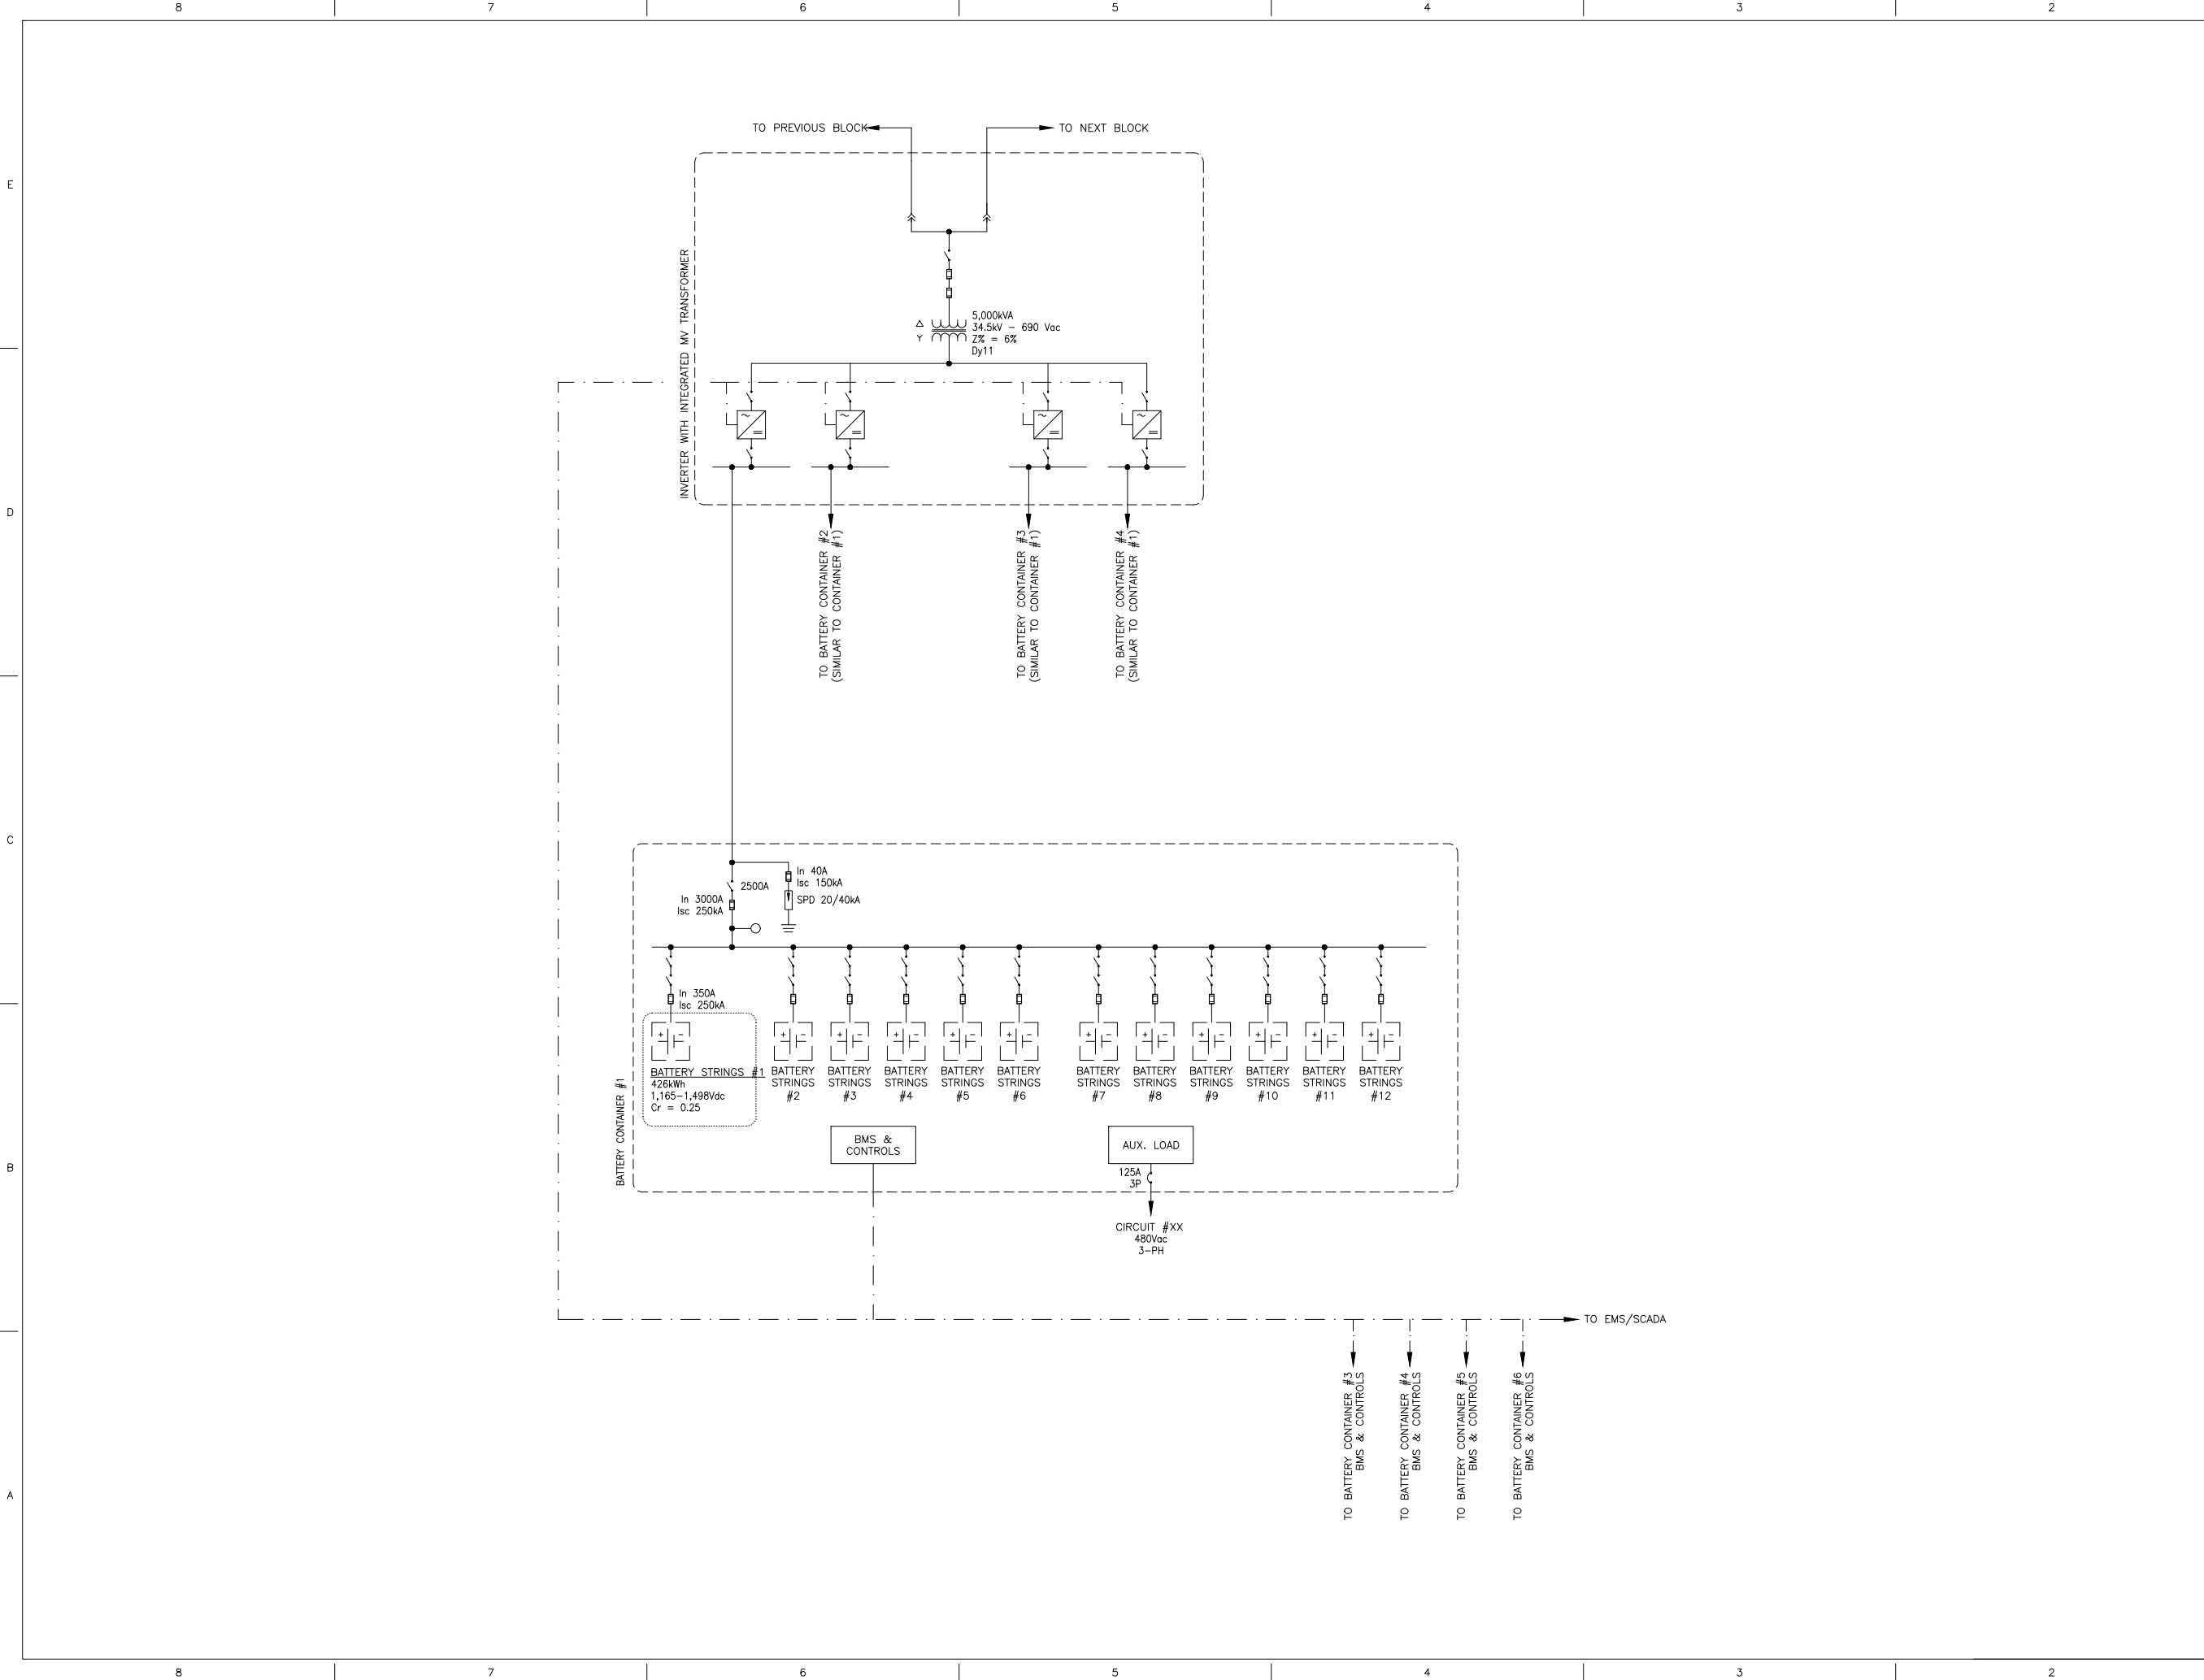 8 7 6 5 4 3 2
TO PREVIOUS BLOCK
TO NEXT BLOCK
E
INVERTER WITH INTEGRATED MV TRANSFORMER
5,000kVA
34.5kV - 690 Vac
Z% = 6%
Dy11
Δ
Y
D
TO BATTERY CONTAINER #2
(SIMILAR TO CONTAINER #1)
TO BATTERY CONTAINER #3
(SIMILAR TO CONTAINER #1)
TO BATTERY CONTAINER #4
(SIMILAR TO CONTAINER #1)
C
In 40A
Isc 150kA
2500A
In 3000A
Isc 250kA
SPD 20/40kA
In 350A
Isc 250kA
BATTERY STRINGS #1
426kWh
1,165-1,498Vdc
Cr = 0.25
BATTERY
STRINGS
#2
BATTERY
STRINGS
#3
BATTERY
STRINGS
#4
BATTERY
STRINGS
#5
BATTERY
STRINGS
#6
BATTERY
STRINGS
#7
BATTERY
STRINGS
#8
BATTERY
STRINGS
#9
BATTERY
STRINGS
#10
BATTERY
STRINGS
#11
BATTERY
STRINGS
#12
BATTERY CONTAINER #1
B
BMS &
CONTROLS
AUX. LOAD
125A
3P
CIRCUIT #XX
480Vac
3-PH
TO EMS/SCADA
TO BATTERY CONTAINER #3
BMS & CONTROLS
TO BATTERY CONTAINER #4
BMS & CONTROLS
TO BATTERY CONTAINER #5
BMS & CONTROLS
TO BATTERY CONTAINER #6
BMS & CONTROLS
A
8 7 6 5 4 3 2